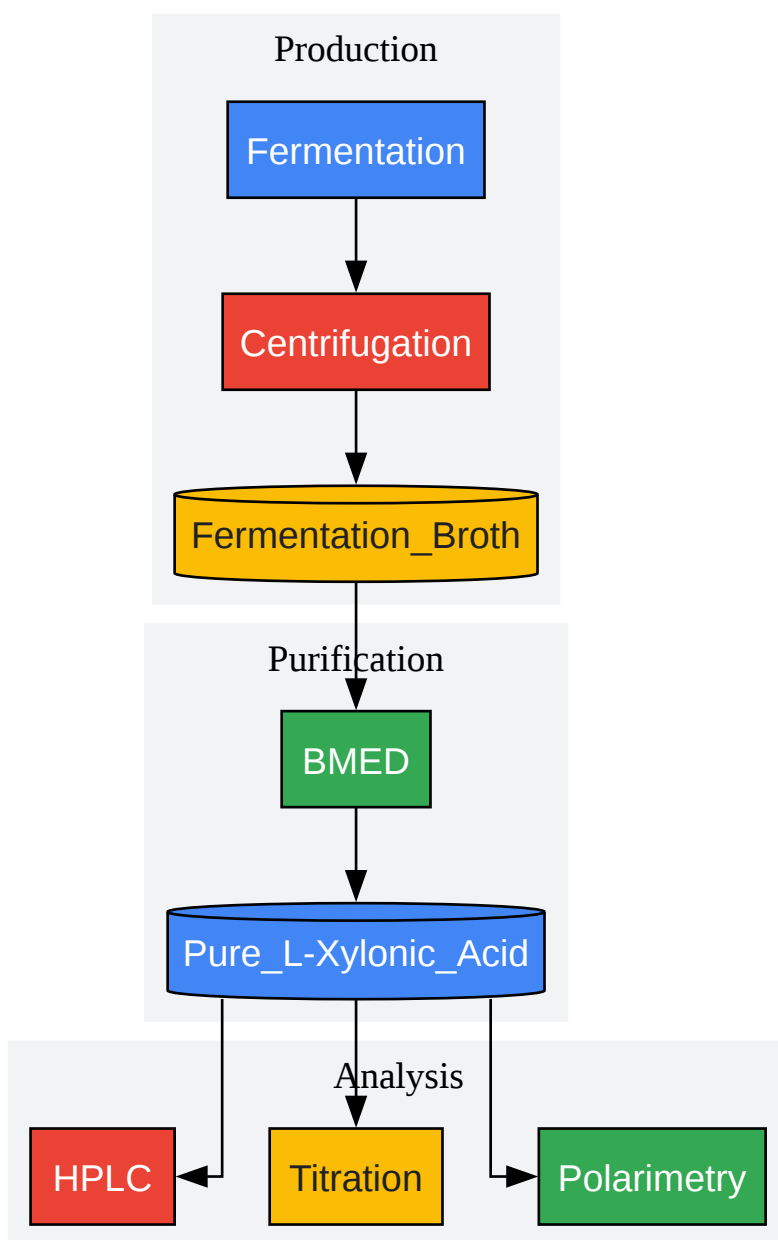 Production
Fermentation
Centrifugation
Fermentation_Broth
Purification
BMED
Pure_L-Xylonic_Acid
Analysis
HPLC
Titration
Polarimetry